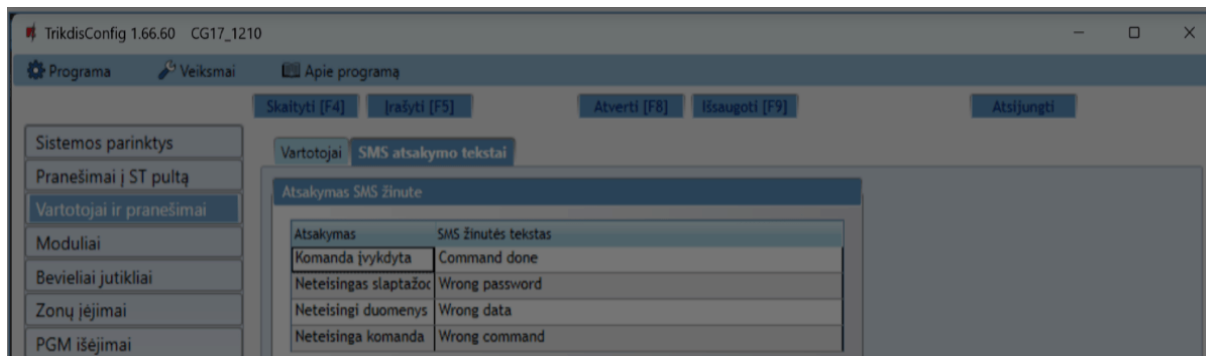 TrikdisConfig 1.66.60 CG17_1210
Programa Veiksmai Apie programą
Skaityti [F4] Įrašyti [F5] Atverti [F8] Išsaugoti [F9] Atsijungti
Sistemos parinktys
Pranešimai į ST pultą
Vartotojai ir pranešimai
Moduliai
Bevieliai jutikliai
Zonų įėjimai
PGM išėjimai
Vartotojai SMS atsakymo tekstai
Atsakymas SMS žinute
Atsakymas SMS žinutės tekstas
Komanda įvykdyta Command done
Neteisingas slaptažoc Wrong password
Neteisingi duomenys Wrong data
Neteisinga komanda Wrong command